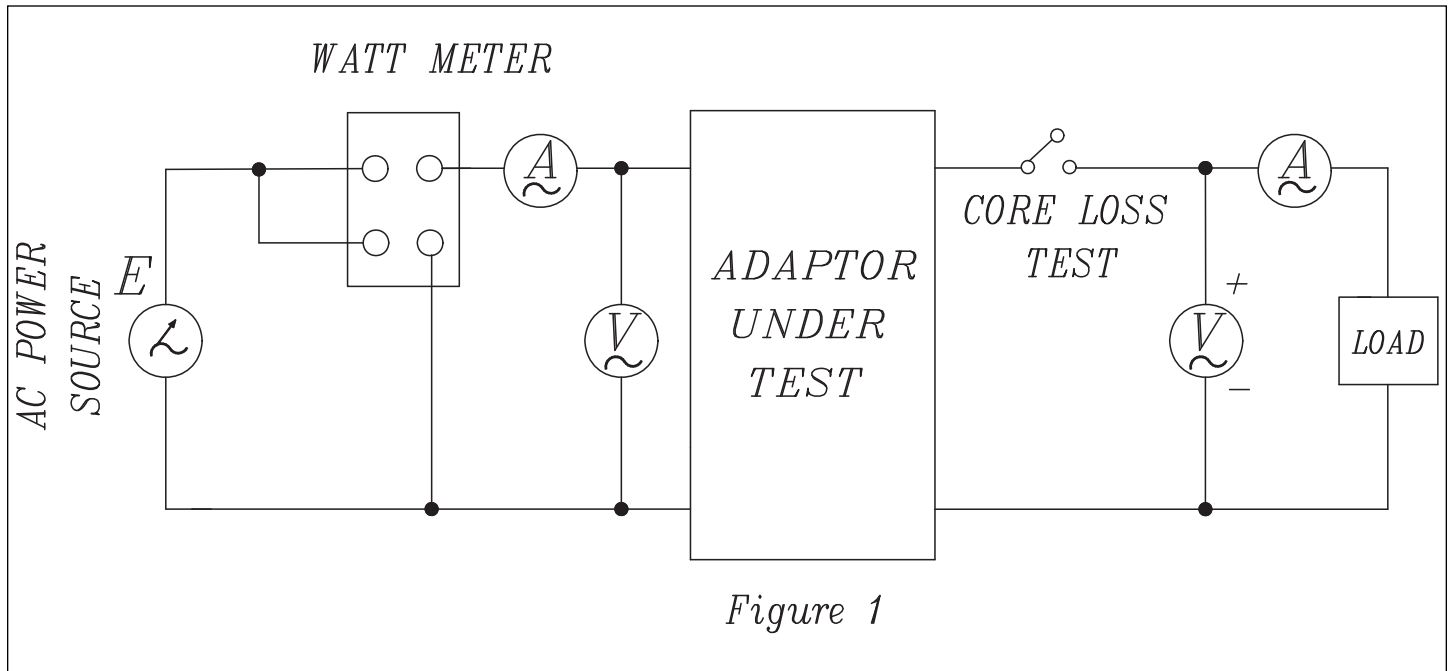 WATT METER
AC POWER
SOURCE
E
A
V
ADAPTOR
UNDER
TEST
CORE LOSS
TEST
A
V
+
−
LOAD
Figure 1